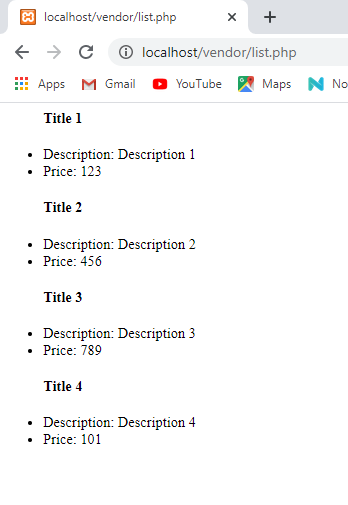 localhost/vendor/list.php
localhost/vendor/list.php
Apps Gmail YouTube Maps No
Title 1
Description: Description 1
Price: 123
Title 2
Description: Description 2
Price: 456
Title 3
Description: Description 3
Price: 789
Title 4
Description: Description 4
Price: 101